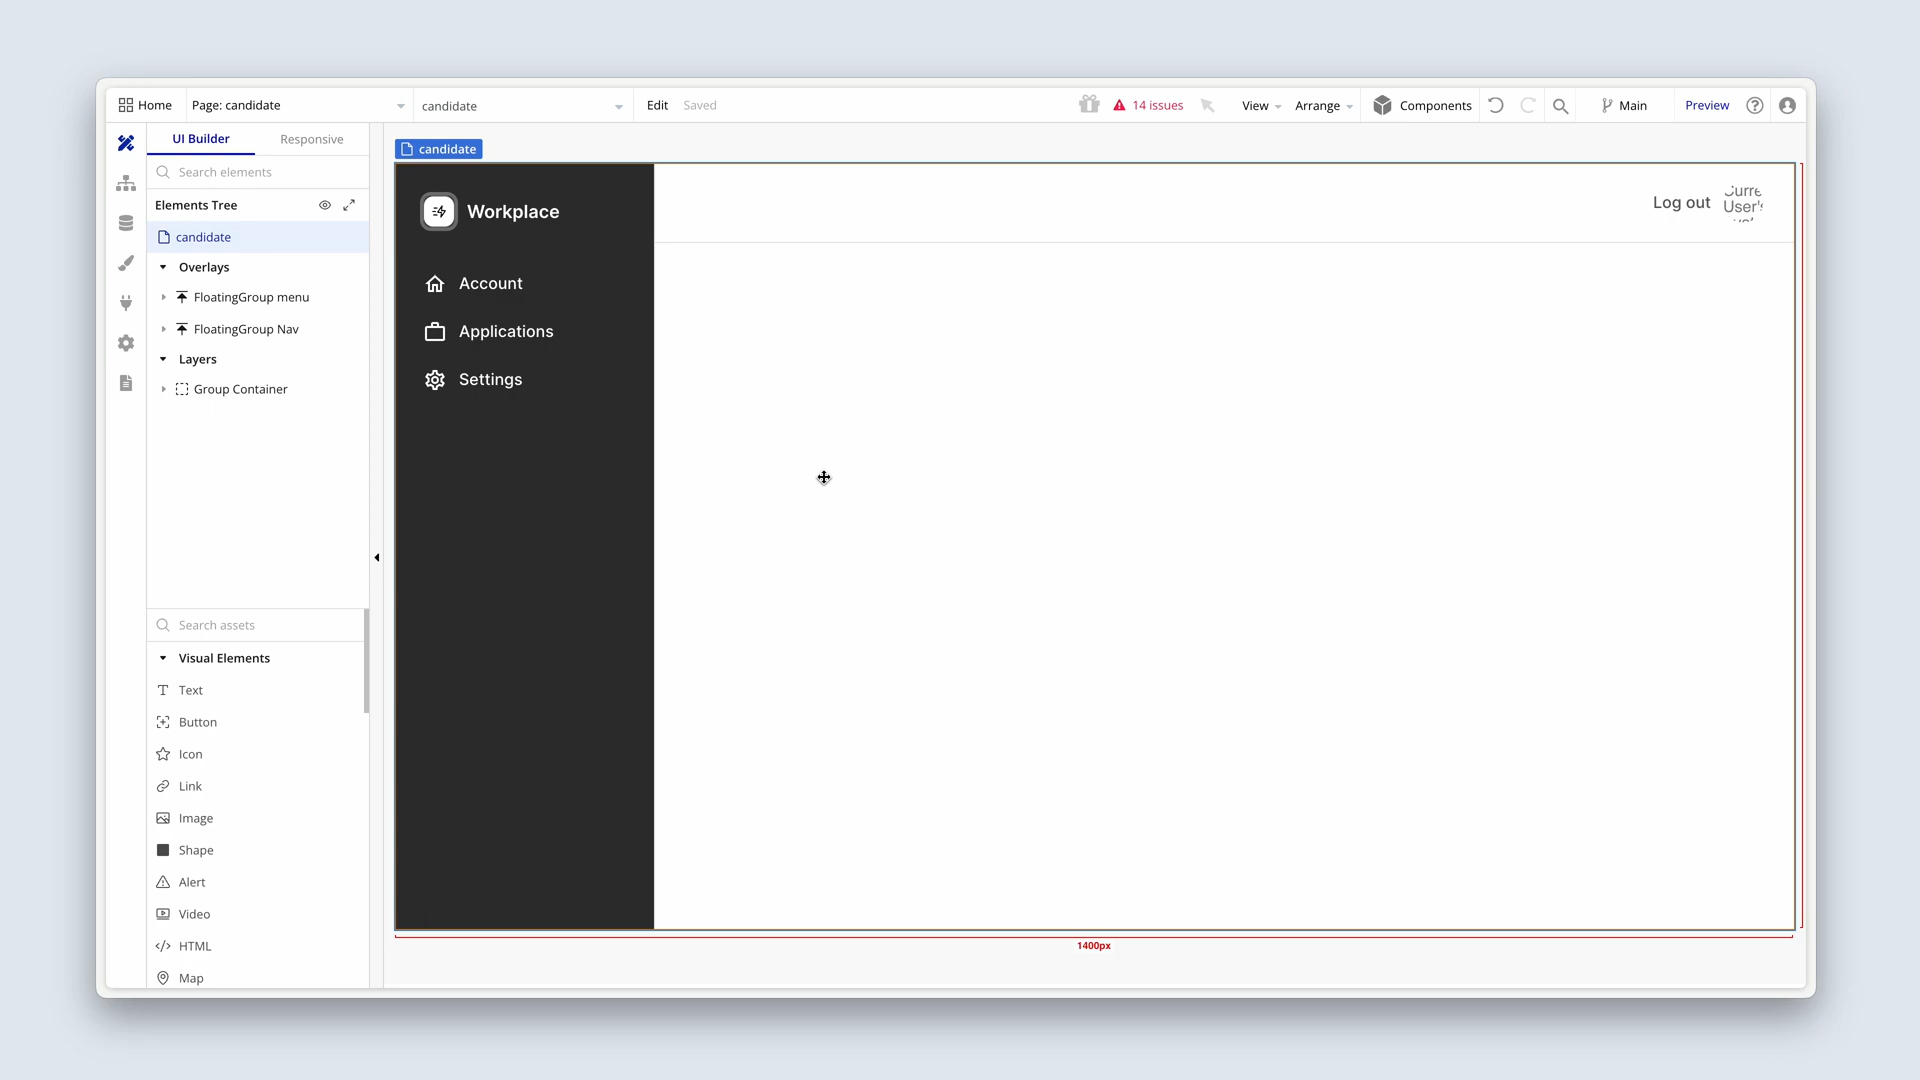 Home
Page: candidate
candidate
Edit
Saved
14 issues
View
Arrange
Components
Main
Preview
UI Builder
Responsive
Search elements
Elements Tree
candidate
Overlays
FloatingGroup menu
FloatingGroup Nav
Layers
Group Container
Search assets
Visual Elements
Text
Button
Icon
Link
Image
Shape
Alert
Video
HTML
Map
candidate
Workplace
Account
Applications
Settings
Log out
User's
1400px